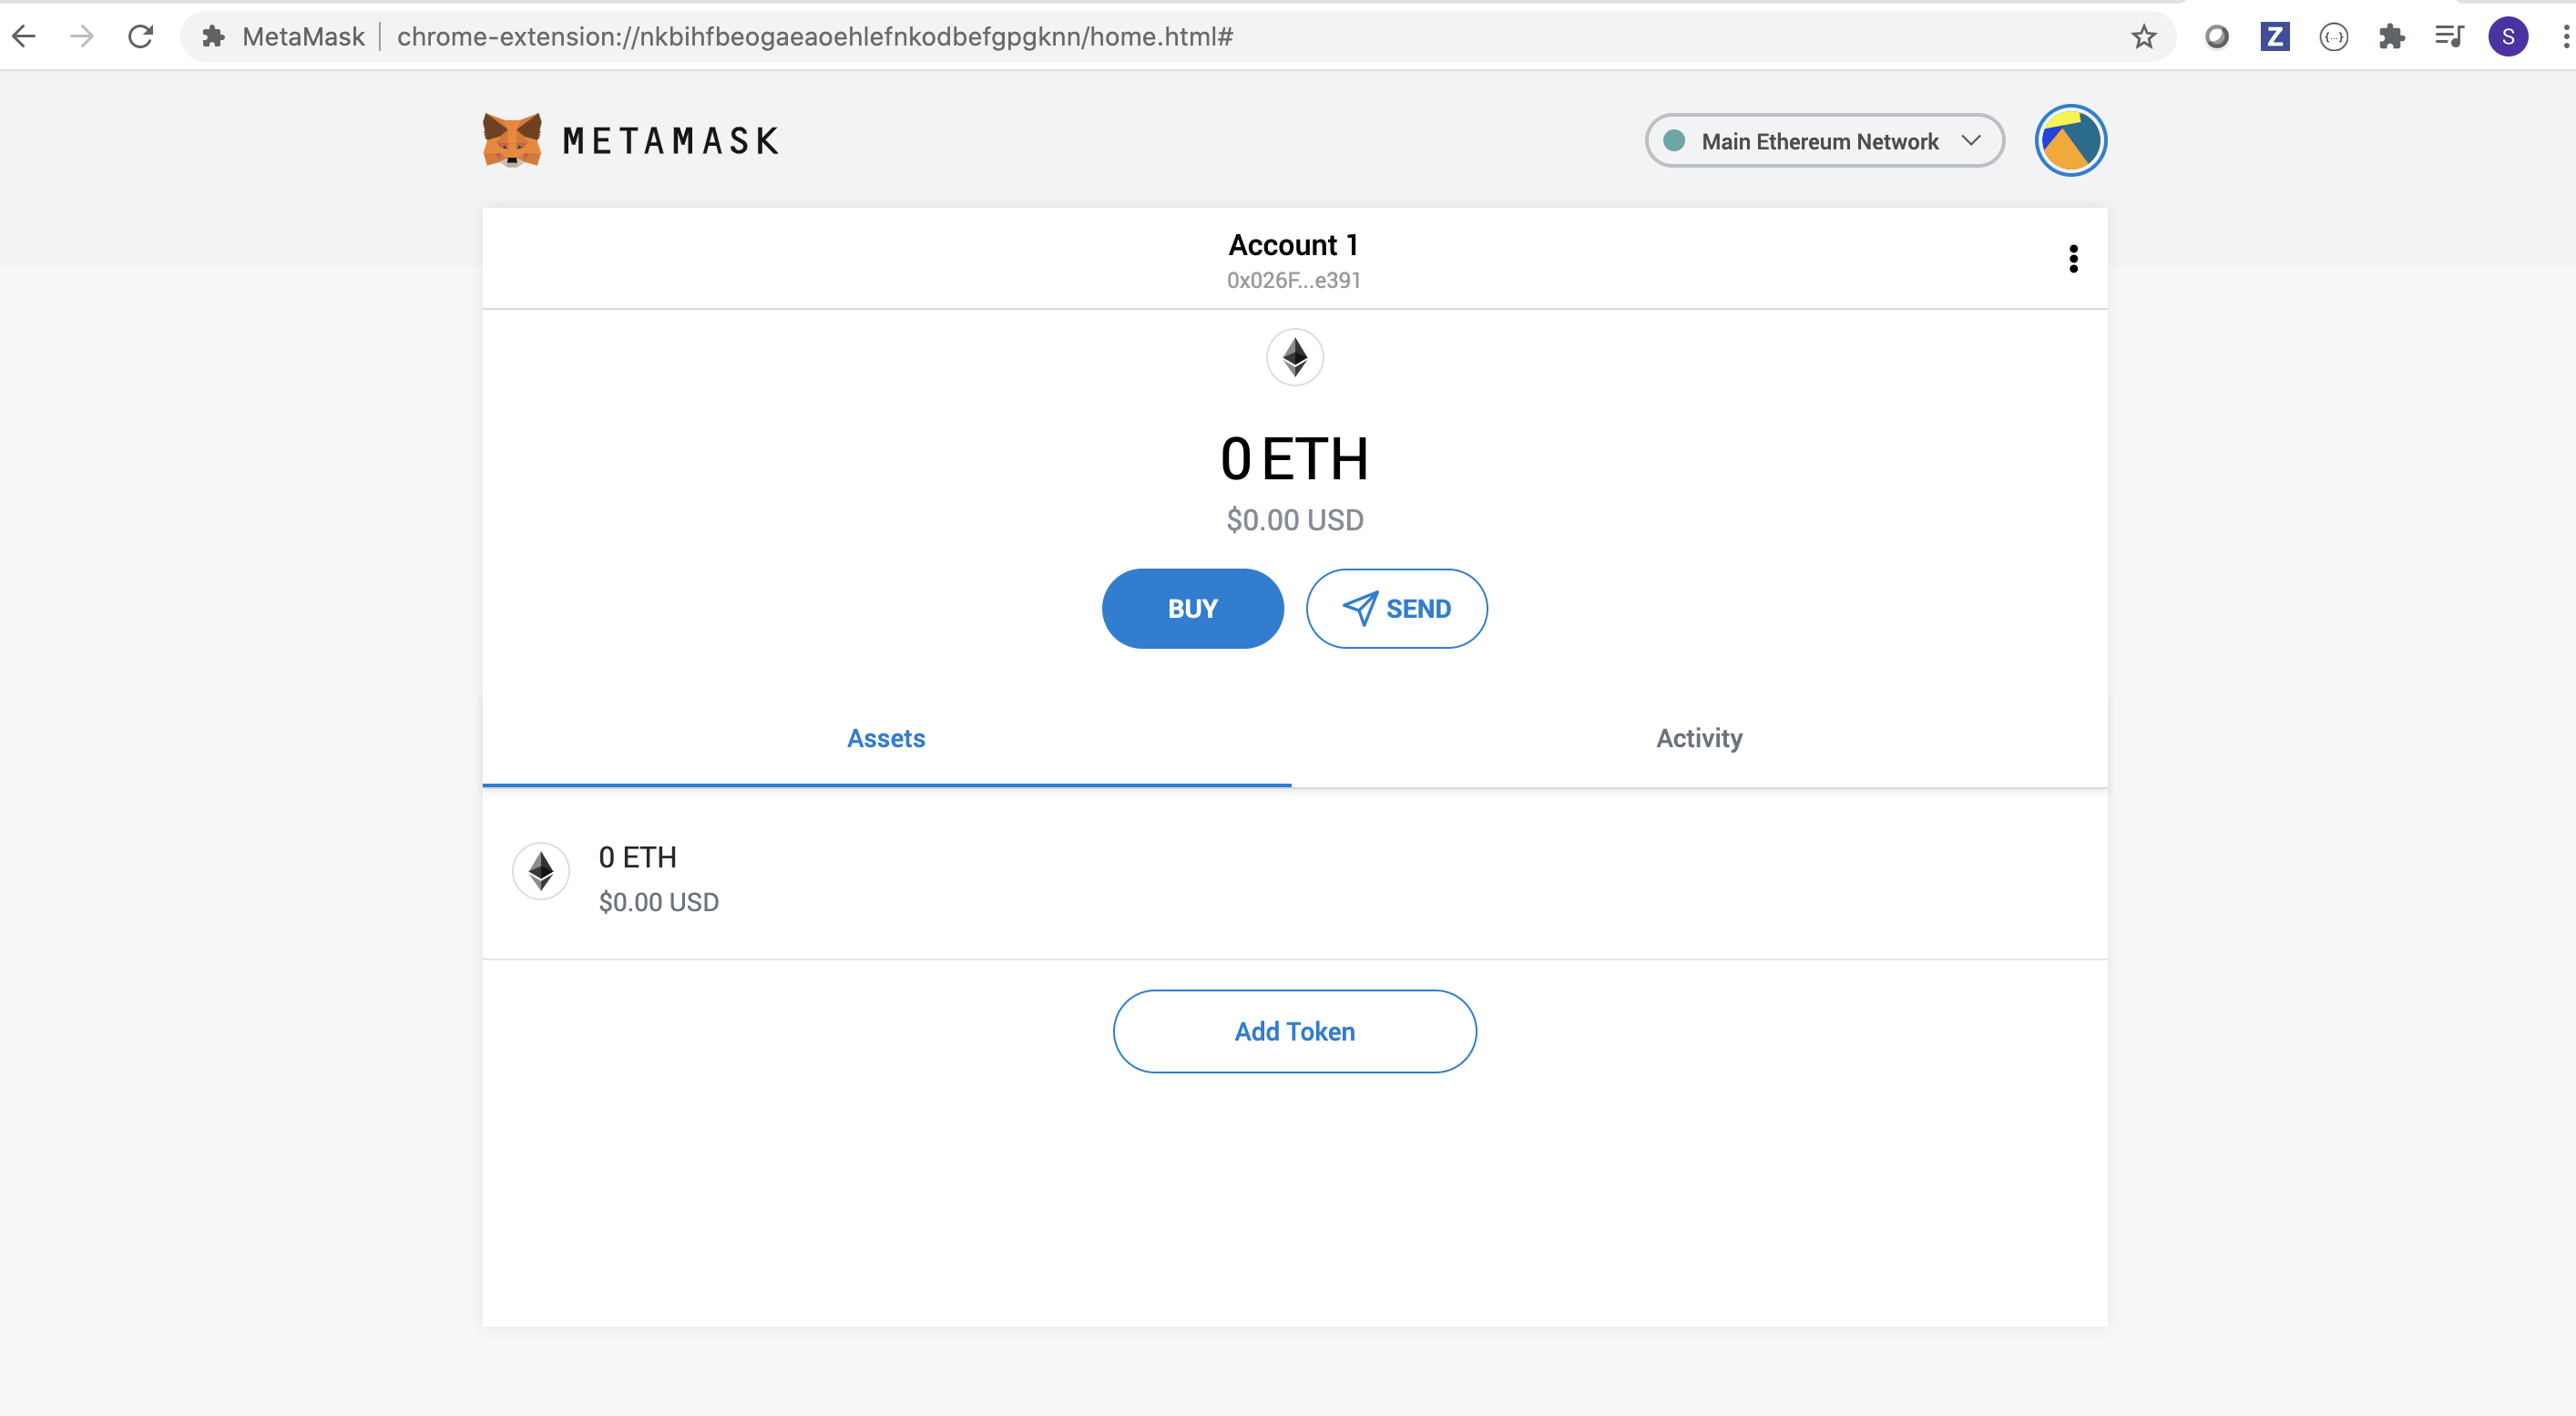 MetaMask chrome-extension://nkbihfbeogaeaoehlefnkodbefgpgknn/home.html#
Z
{...}
S
METAMASK
Main Ethereum Network
Account 1
0x026F...e391
0 ETH
$0.00 USD
BUY
SEND
Assets
Activity
0 ETH
$0.00 USD
Add Token